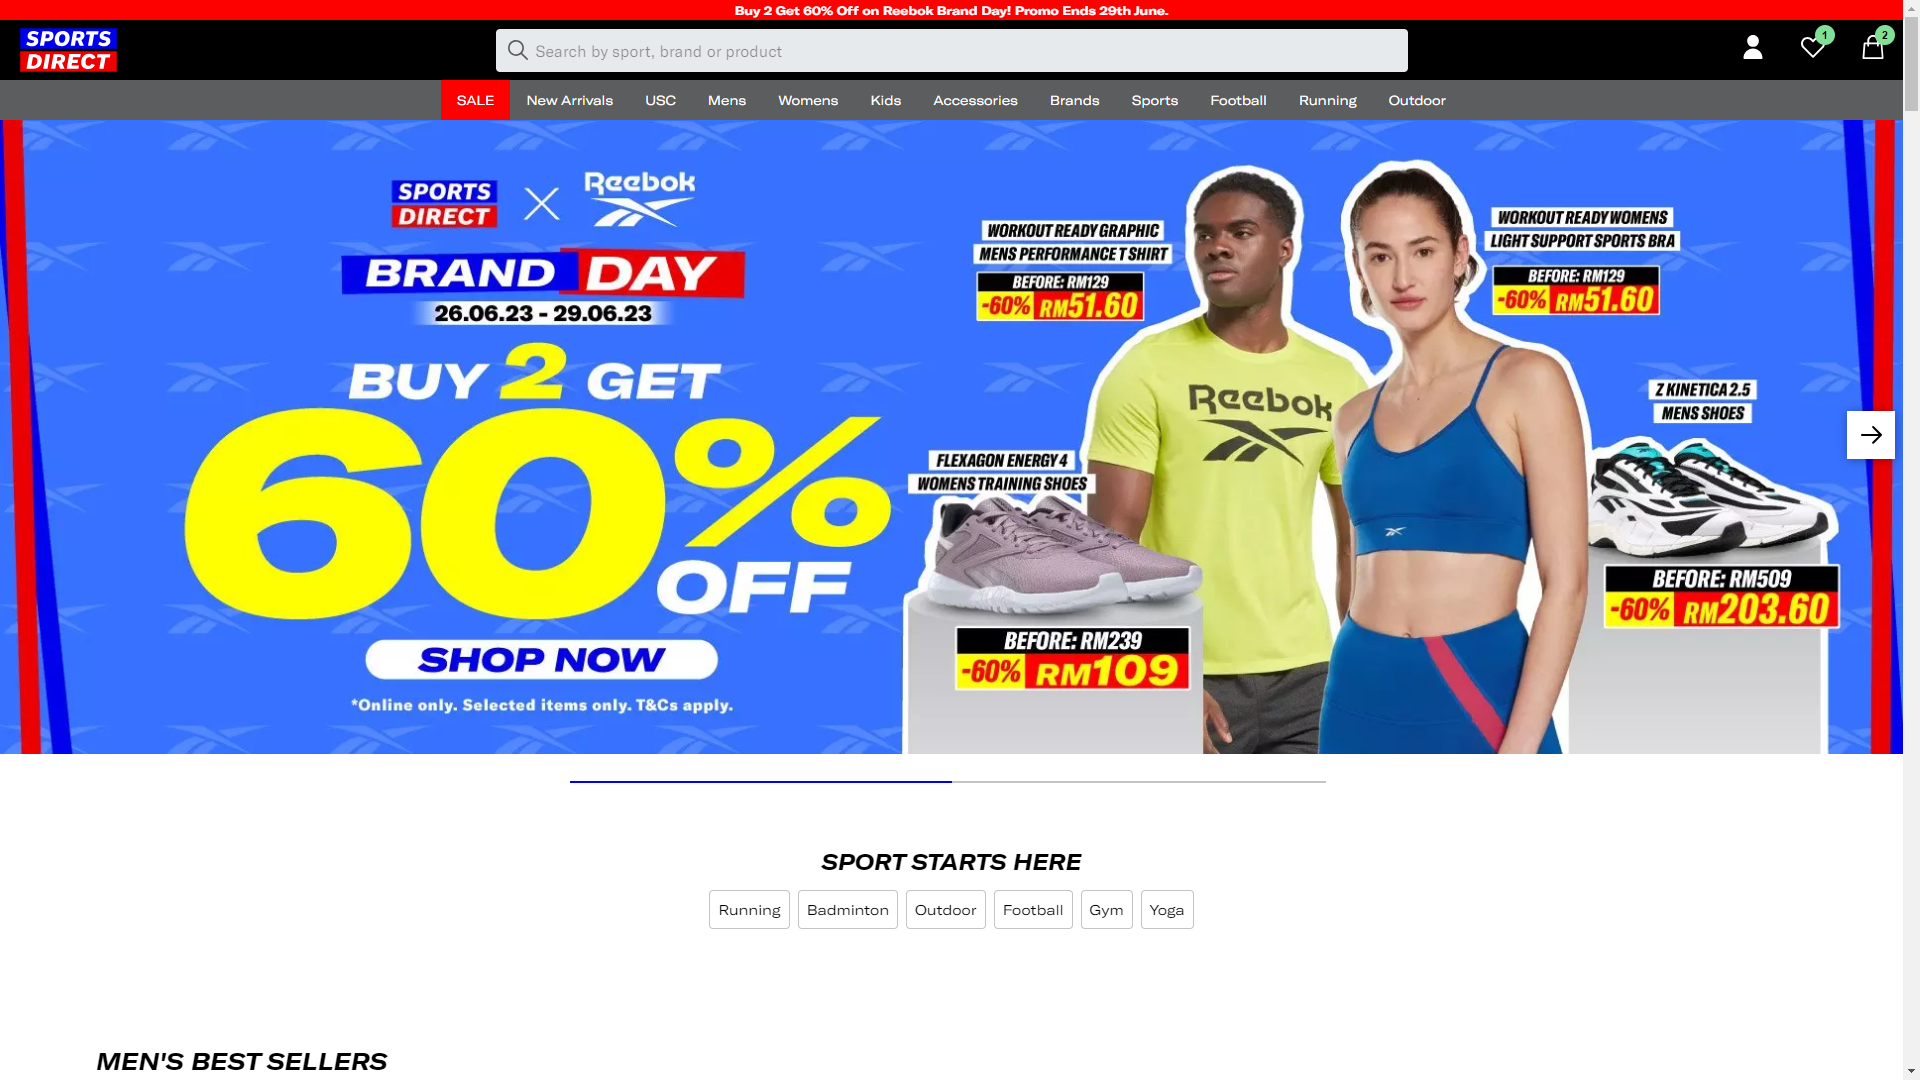 Buy 2 Get 60% Off on Reebok Brand Day! Promo Ends 29th June.
SPORTS
DIRECT
Search by sport, brand or product
1
2
SALE
New Arrivals
USC
Mens
Womens
Kids
Accessories
Brands
Sports
Football
Running
Outdoor
SPORTS
DIRECT
Reebok
BRAND DAY
26.06.23 - 29.06.23
BUY 2 GET
60%
OFF
SHOP NOW
*Online only. Selected items only. T&Cs apply.
WORKOUT READY GRAPHIC
MENS PERFORMANCE T SHIRT
BEFORE: RM129
-60% RM51.60
WORKOUT READY WOMENS
LIGHT SUPPORT SPORTS BRA
BEFORE: RM129
-60% RM51.60
Reebok
FLEXAGON ENERGY 4
WOMENS TRAINING SHOES
BEFORE: RM239
-60% RM109
Z KINETICA 2.5
MENS SHOES
BEFORE: RM509
-60% RM203.60
SPORT STARTS HERE
Running
Badminton
Outdoor
Football
Gym
Yoga
MEN'S BEST SELLERS